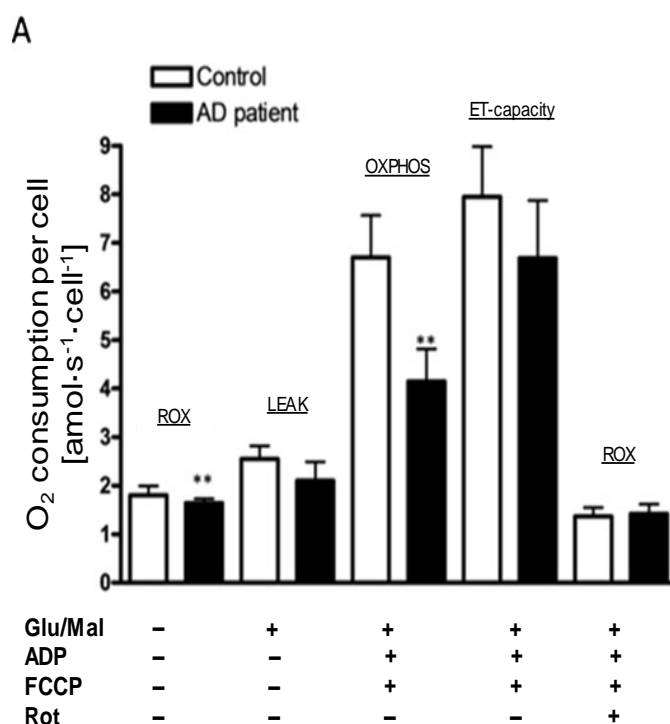 A
Control
AD patient
ET-capacity
OXPHOS
LEAK
ROX
**
**
ROX
O₂ consumption per cell
[amol·s⁻¹·cell⁻¹]
9
8
7
6
5
4
3
2
1
0
Glu/Mal – + + + +
ADP – – + + +
FCCP – – + + +
Rot – – – – +